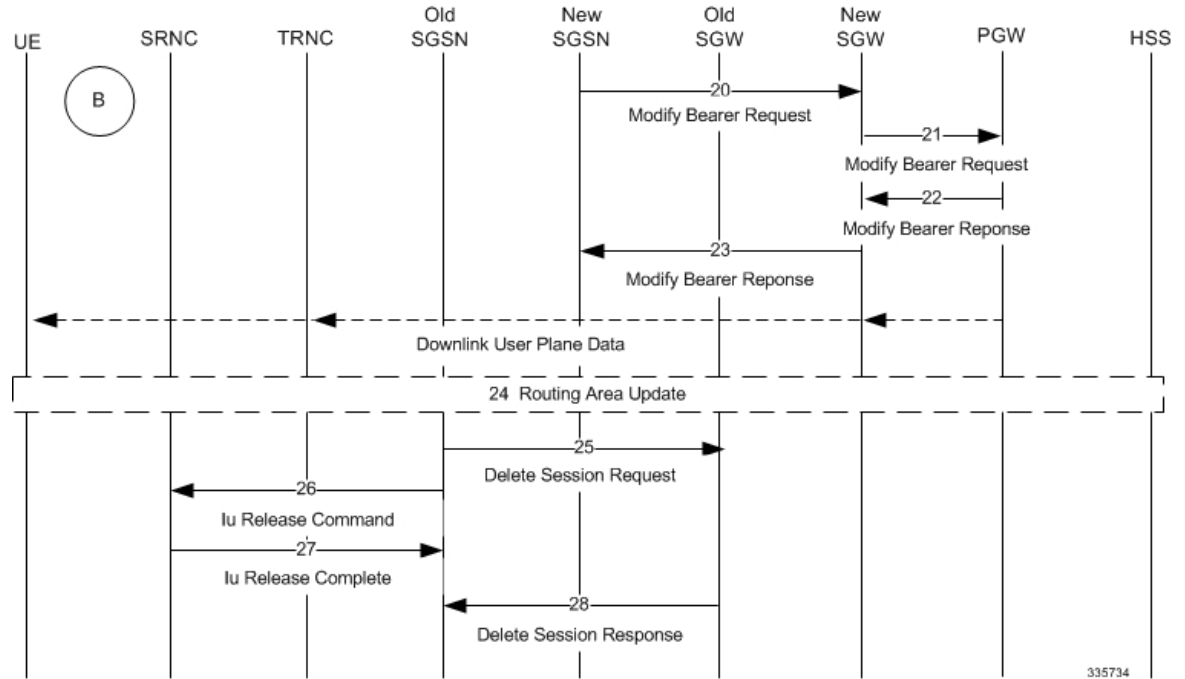 UE
SRNC
TRNC
Old
SGSN
New
SGSN
Old
SGW
New
SGW
PGW
HSS
B
20
Modify Bearer Request
21
Modify Bearer Request
22
Modify Bearer Reponse
23
Modify Bearer Reponse
Downlink User Plane Data
24 Routing Area Update
25
Delete Session Request
26
Iu Release Command
27
Iu Release Complete
28
Delete Session Response
335734